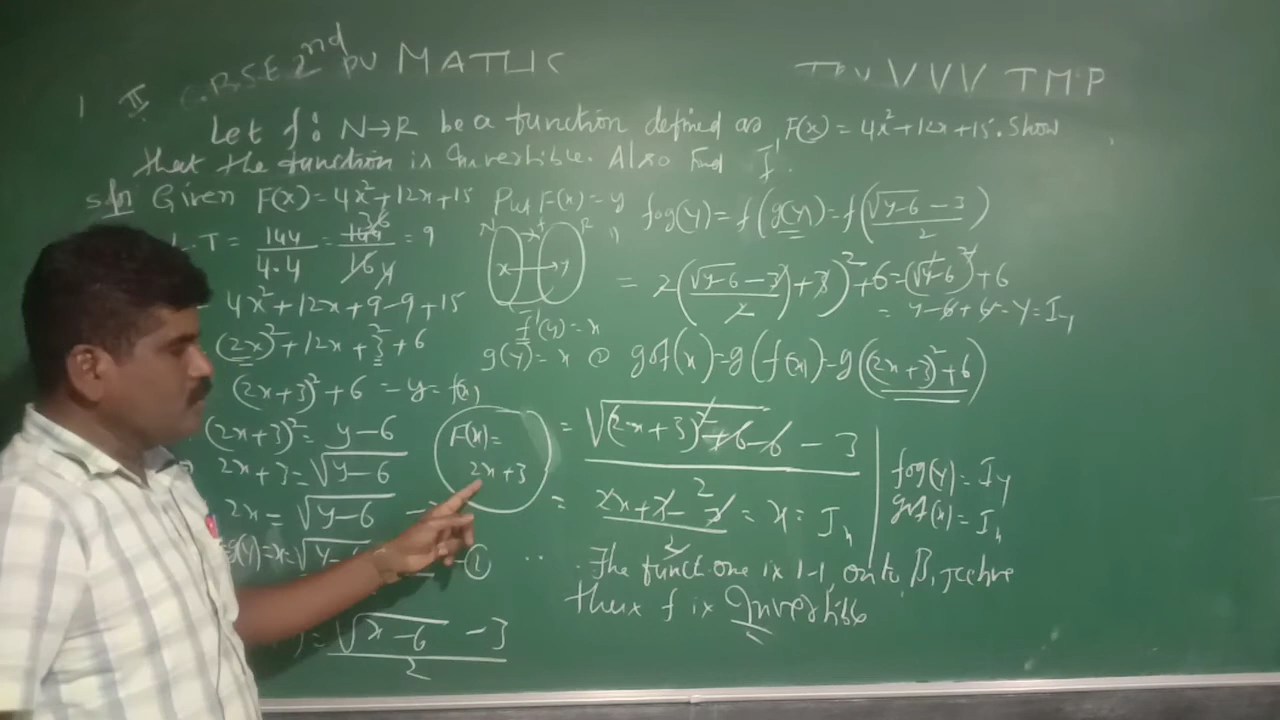 1 II CBSE 2nd PU MATHS
VVV TMP
Let f: N→R be a function defined as F(x) = 4x²+12x+15. Show
that the function is Invertible. Also Find f⁻¹.
Sol Given F(x) = 4x²+12x+15 Put F(x) = y
L.T = 144/4.4 = 144/16 = 9
N f R
x → y
4x²+12x+9-9+15
(2x)²+12x+3²+6
(2x+3)²+6 = y = f(x)
(2x+3)² = y-6
2x+3 = √(y-6)
2x = √(y-6)
g(y) = x = √(y-6) ①
= (√(x-6) -3)/2
f⁻¹(y) = x
g(y) = x
F(x) =
2x+3
fog(y) = f(g(y)) = f((√(y-6) -3)/2)
= 2((√(y-6) -3)/2 +3)²+6 = (√(y-6))²+6
= y-6+6 = y = I_y
gof(x) = g(f(x)) = g((2x+3)²+6)
= √((2x+3)²+6-6) -3
2
= (2x+3-3)/2 = x = I_x
fog(y) = I_y
gof(x) = I_x
∴ The function is 1-1, onto, Bijective
thus f is Invertible